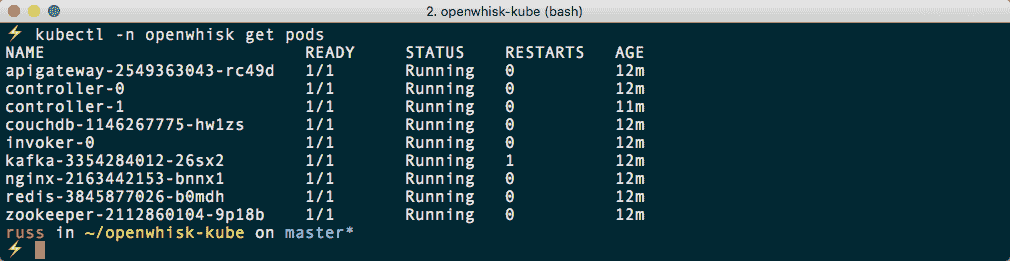 2. openwhisk-kube (bash)
⚡ kubectl -n openwhisk get pods
NAME READY STATUS RESTARTS AGE
apigateway-2549363043-rc49d 1/1 Running 0 12m
controller-0 1/1 Running 0 12m
controller-1 1/1 Running 0 11m
couchdb-1146267775-hw1zs 1/1 Running 0 12m
invoker-0 1/1 Running 0 12m
kafka-3354284012-26sx2 1/1 Running 1 12m
nginx-2163442153-bnnx1 1/1 Running 0 12m
redis-3845877026-b0mdh 1/1 Running 0 12m
zookeeper-2112860104-9p18b 1/1 Running 0 12m
russ in ~/openwhisk-kube on master*
⚡